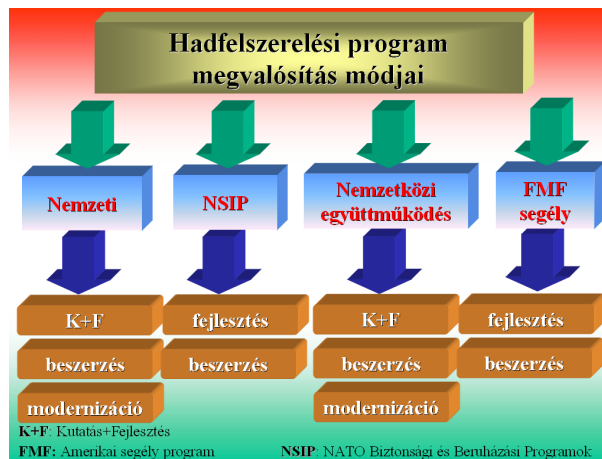 Hadfelszerelési program
megvalósítás módjai
Nemzeti
NSIP
Nemzetközi
együttműködés
FMF
segély
K+F
fejlesztés
K+F
fejlesztés
beszerzés
beszerzés
beszerzés
beszerzés
modernizáció
modernizáció
K+F: Kutatás+Fejlesztés
FMF: Amerikai segély program
NSIP: NATO Biztonsági és Beruházási Programok